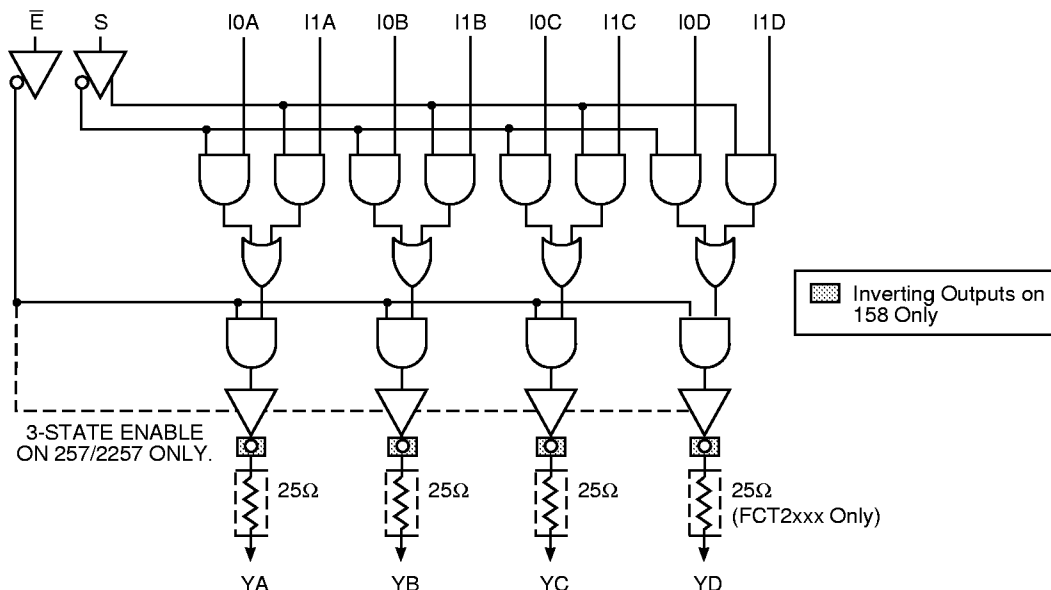 E̅ S I0A I1A I0B I1B I0C I1C I0D I1D
Inverting Outputs on
158 Only
3-STATE ENABLE
ON 257/2257 ONLY.
25Ω 25Ω 25Ω 25Ω
(FCT2xxx Only)
YA YB YC YD